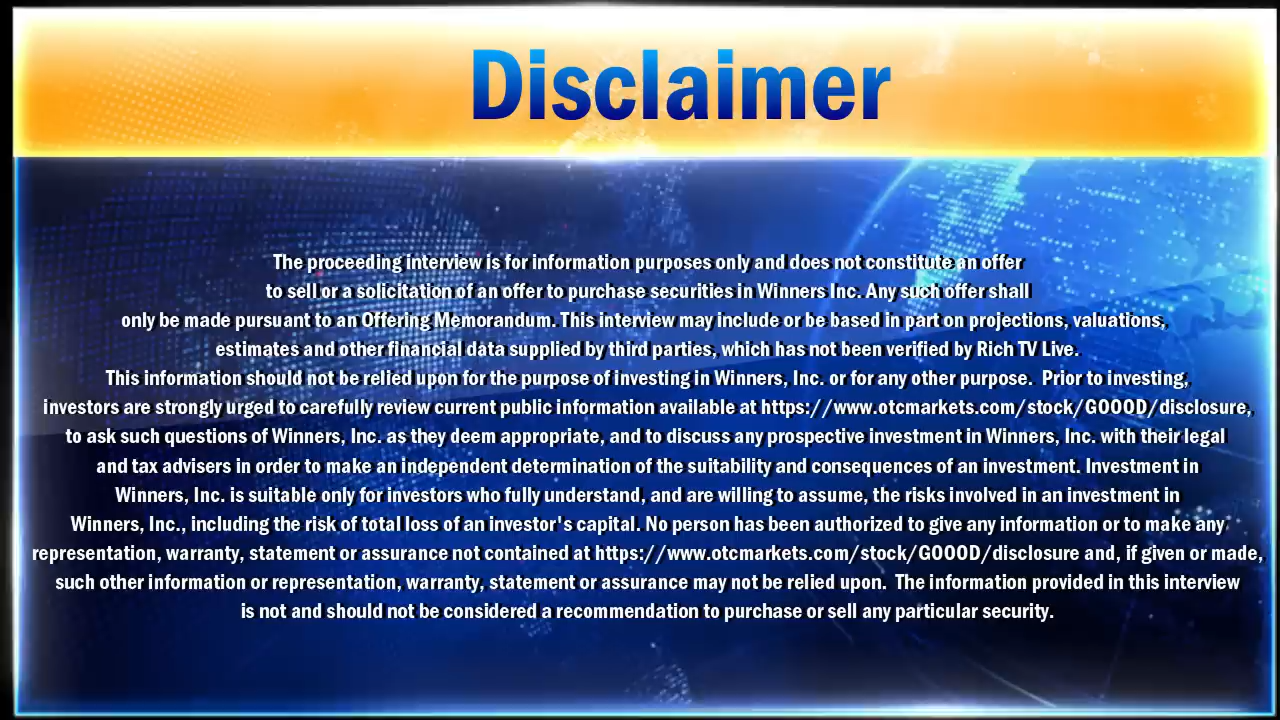 Disclaimer
The proceeding interview is for information purposes only and does not constitute an offer
to sell or a solicitation of an offer to purchase securities in Winners Inc. Any such offer shall
only be made pursuant to an Offering Memorandum. This interview may include or be based in part on projections, valuations,
estimates and other financial data supplied by third parties, which has not been verified by Rich TV Live.
This information should not be relied upon for the purpose of investing in Winners, Inc. or for any other purpose.  Prior to investing,
investors are strongly urged to carefully review current public information available at https://www.otcmarkets.com/stock/GOOOD/disclosure,
to ask such questions of Winners, Inc. as they deem appropriate, and to discuss any prospective investment in Winners, Inc. with their legal
and tax advisers in order to make an independent determination of the suitability and consequences of an investment. Investment in
Winners, Inc. is suitable only for investors who fully understand, and are willing to assume, the risks involved in an investment in
Winners, Inc., including the risk of total loss of an investor's capital. No person has been authorized to give any information or to make any
representation, warranty, statement or assurance not contained at https://www.otcmarkets.com/stock/GOOOD/disclosure and, if given or made,
such other information or representation, warranty, statement or assurance may not be relied upon.  The information provided in this interview
is not and should not be considered a recommendation to purchase or sell any particular security.